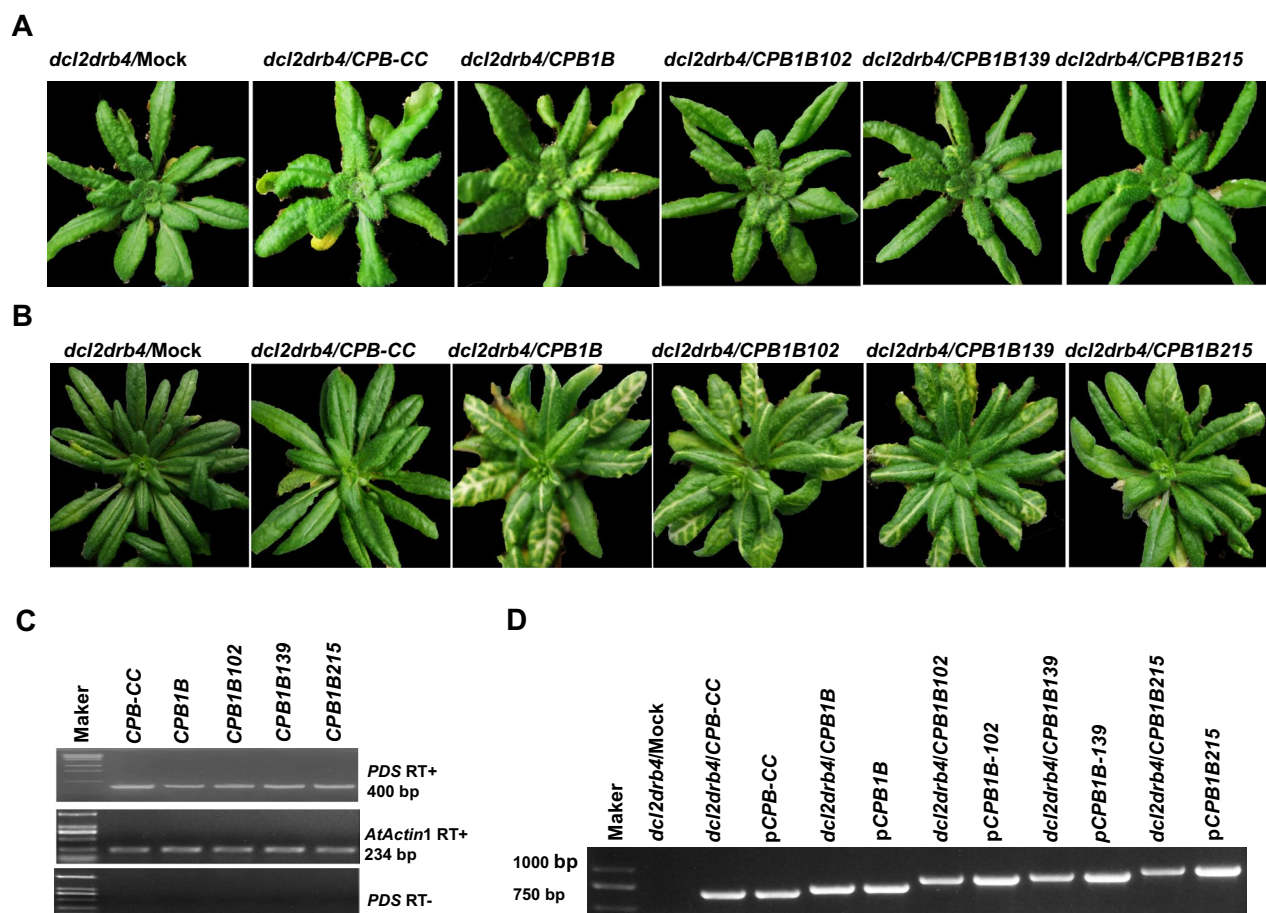 A
dcl2drb4/Mock dcl2drb4/CPB-CC dcl2drb4/CPB1B dcl2drb4/CPB1B102 dcl2drb4/CPB1B139 dcl2drb4/CPB1B215
B
dcl2drb4/Mock dcl2drb4/CPB-CC dcl2drb4/CPB1B dcl2drb4/CPB1B102 dcl2drb4/CPB1B139 dcl2drb4/CPB1B215
C
Maker
CPB-CC
CPB1B
CPB1B102
CPB1B139
CPB1B215
PDS RT+
400 bp
AtActin1 RT+
234 bp
PDS RT-
D
Maker
dcl2drb4/Mock
dcl2drb4/CPB-CC
pCPB-CC
dcl2drb4/CPB1B
pCPB1B
dcl2drb4/CPB1B102
pCPB1B-102
dcl2drb4/CPB1B139
pCPB1B-139
dcl2drb4/CPB1B215
pCPB1B215
1000 bp
750 bp